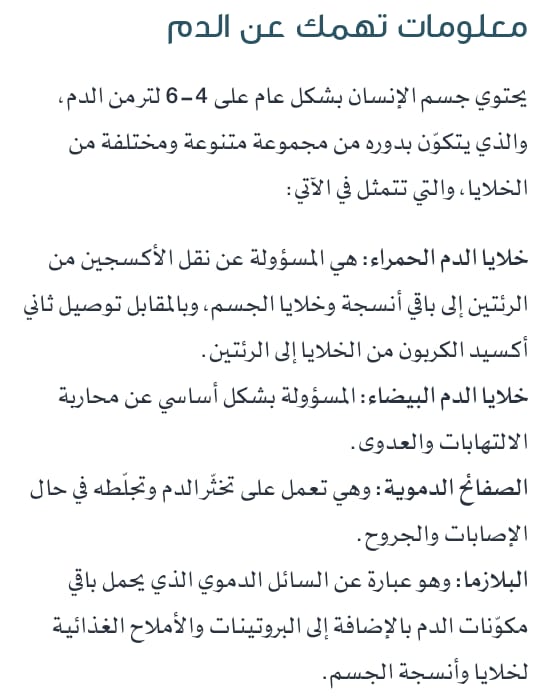 معلومات تهمك عن الدم
يحتوي جسم الإنسان بشكل عام على 4-6 لتر من الدم،
والذي يتكوّن بدوره من مجموعة متنوعة ومختلفة من
الخلايا، والتي تتمثل في الآتي:
خلايا الدم الحمراء: هي المسؤولة عن نقل الأكسجين من
الرئتين إلى باقي أنسجة وخلايا الجسم، وبالمقابل توصيل ثاني
أكسيد الكربون من الخلايا إلى الرئتين.
خلايا الدم البيضاء: المسؤولة بشكل أساسي عن محاربة
الالتهابات والعدوى.
الصفائح الدموية: وهي تعمل على تخثّر الدم وتجلّطه في حال
الإصابات والجروح.
البلازما: وهو عبارة عن السائل الدموي الذي يحمل باقي
مكوّنات الدم بالإضافة إلى البروتينات والأملاح الغذائية
لخلايا وأنسجة الجسم.